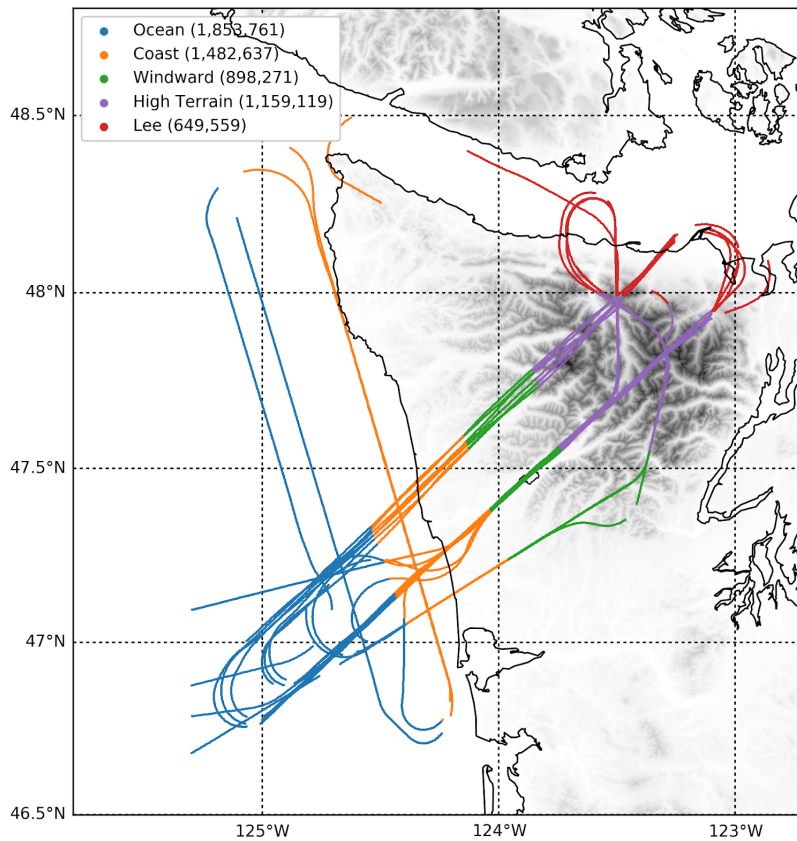 Ocean (1,853,761)
Coast (1,482,637)
Windward (898,271)
High Terrain (1,159,119)
Lee (649,559)
48.5°N
48°N
47.5°N
47°N
46.5°N
125°W
124°W
123°W